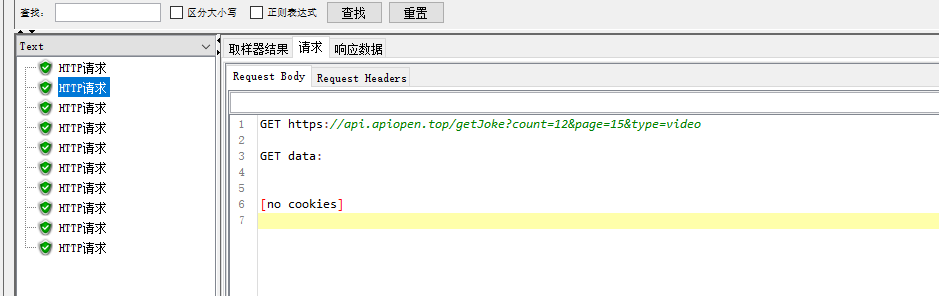 查找: 区分大小写 正则表达式 查找 重置
Text
HTTP请求
HTTP请求
HTTP请求
HTTP请求
HTTP请求
HTTP请求
HTTP请求
HTTP请求
HTTP请求
HTTP请求
取样器结果 请求 响应数据
Request Body Request Headers
1 GET https://api.apiopen.top/getJoke?count=12&page=15&type=video
2
3 GET data:
4
5
6 [no cookies]
7